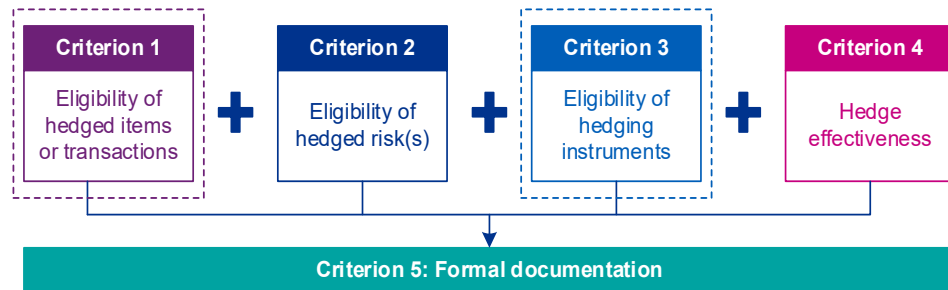 Criterion 1
Eligibility of
hedged items
or transactions
Criterion 2
Eligibility of
hedged risk(s)
Criterion 3
Eligibility of
hedging
instruments
Criterion 4
Hedge
effectiveness
Criterion 5: Formal documentation